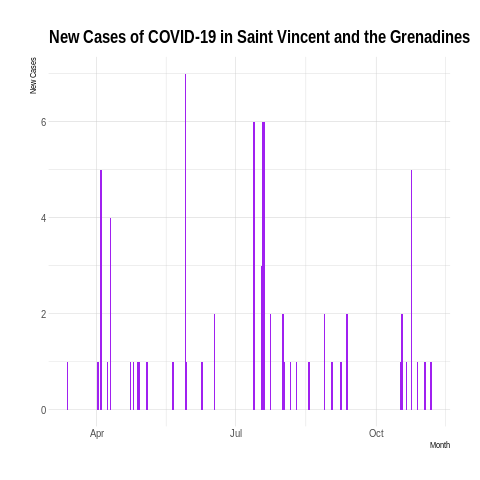 New Cases of COVID-19 in Saint Vincent and the Grenadines
New Cases
6
4
2
0
Apr Jul Oct
Month